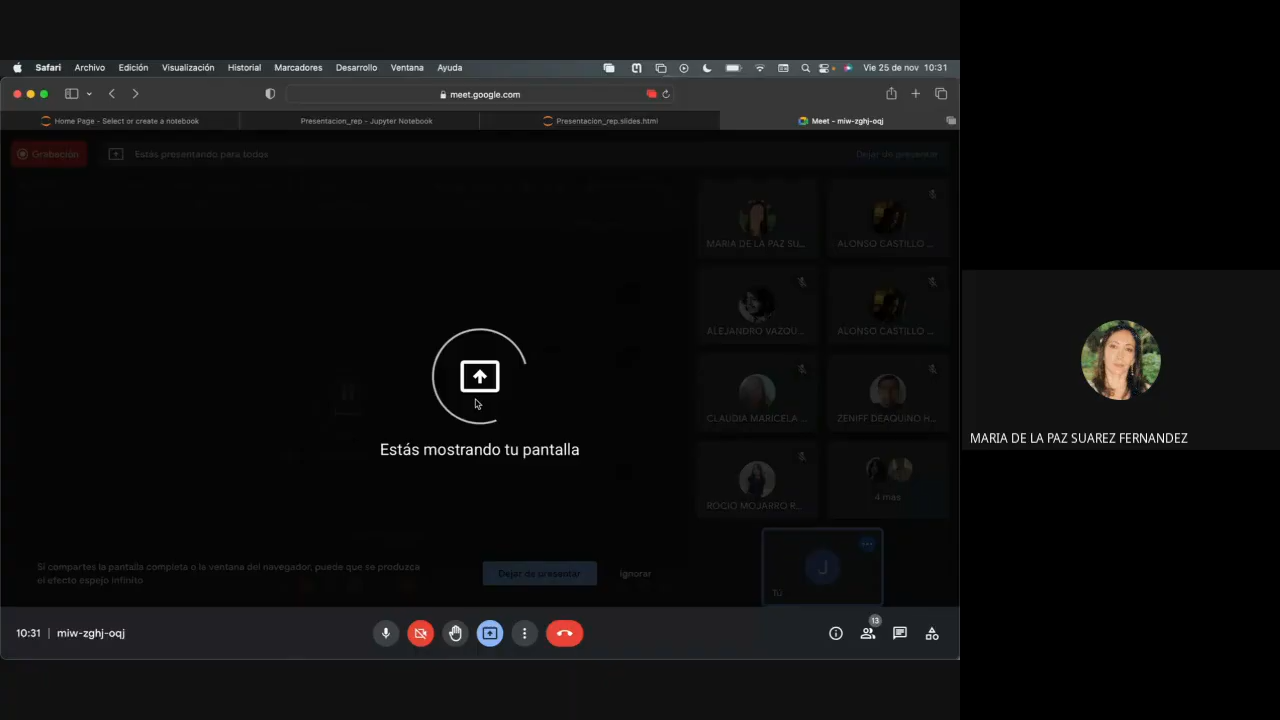 Safari Archivo Edición Visualización Historial Marcadores Desarrollo Ventana Ayuda Vie 25 de nov 10:31
meet.google.com
Home Page - Select or create a notebook Presentacion_rep - Jupyter Notebook Presentacion_rep.slides.html Meet - miw-zghj-oqj
Grabación Estás presentando para todos Dejar de presentar
MARIA DE LA PAZ SU... ALONSO CASTILLO ...
ALEJANDRO VAZQU... ALONSO CASTILLO ...
CLAUDIA MARICELA ... ZENIFF DEAQUINO H...
Estás mostrando tu pantalla
ROCIO MOJARRO R... 4 más
Si compartes la pantalla completa o la ventana del navegador, puede que se produzca
el efecto espejo infinito
Dejar de presentar Ignorar
J
Tú
10:31 miw-zghj-oqj
13
MARIA DE LA PAZ SUAREZ FERNANDEZ